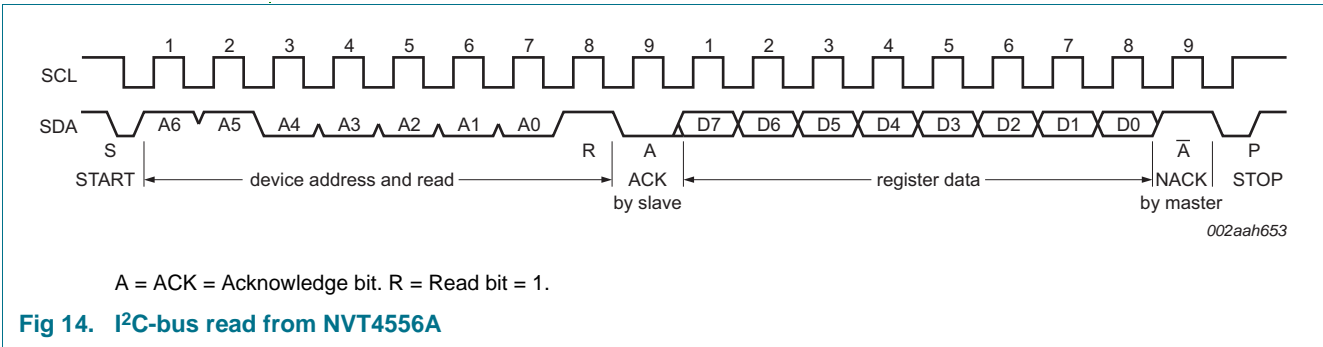 1 2 3 4 5 6 7 8 9 1 2 3 4 5 6 7 8 9
SCL
SDA A6 A5 A4 A3 A2 A1 A0 D7 D6 D5 D4 D3 D2 D1 D0
S R A A̅ P
START device address and read ACK register data NACK STOP
by slave by master
002aah653
A = ACK = Acknowledge bit. R = Read bit = 1.
Fig 14. I²C-bus read from NVT4556A